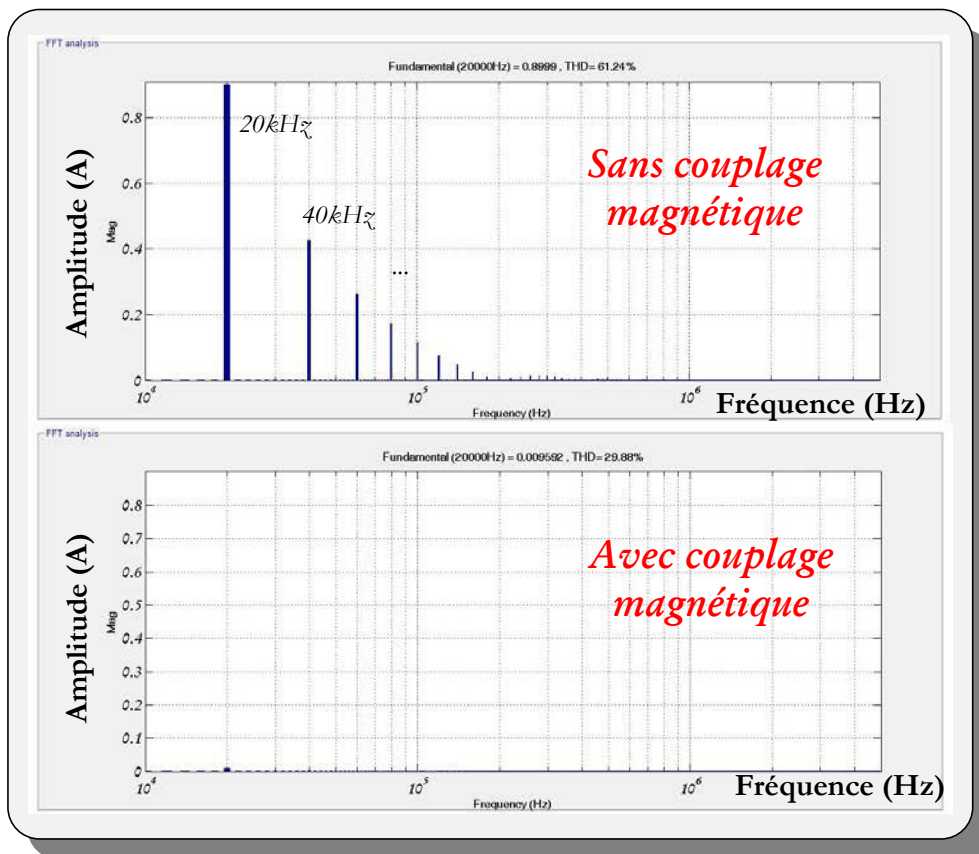 FFT analysis
Fundamental (20000Hz) = 0.8999 , THD= 61.24%
Amplitude (A)
Mag
0.8
0.6
0.4
0.2
0
20kHz
40kHz
...
Sans couplage
magnétique
10^4
10^5
10^6
Frequency (Hz)
Fréquence (Hz)
FFT analysis
Fundamental (20000Hz) = 0.009592 , THD= 29.88%
Amplitude (A)
Mag
0.8
0.7
0.6
0.5
0.4
0.3
0.2
0.1
0
Avec couplage
magnétique
10^4
10^5
10^6
Frequency (Hz)
Fréquence (Hz)